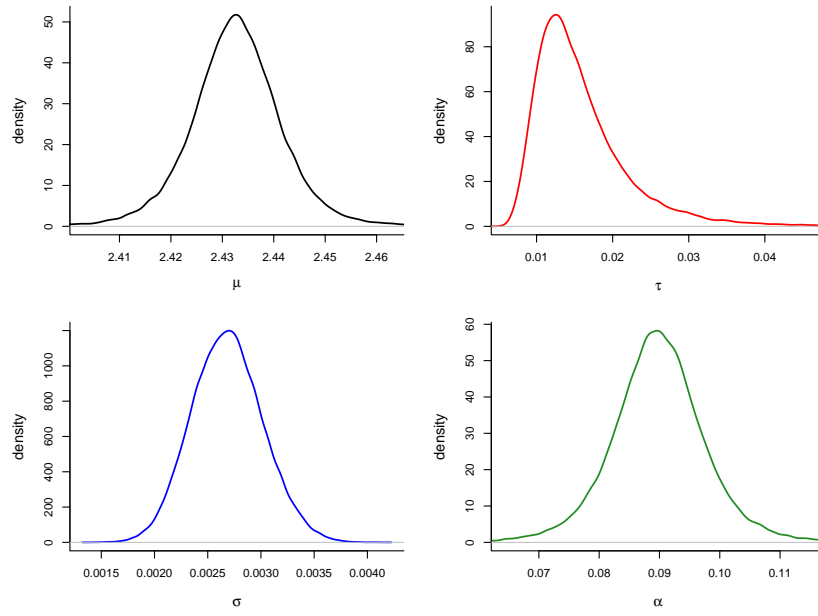 density
0 10 20 30 40 50
2.41 2.42 2.43 2.44 2.45 2.46
μ
density
0 20 40 60 80
0.01 0.02 0.03 0.04
τ
density
0 200 400 600 800 1000
0.0015 0.0020 0.0025 0.0030 0.0035 0.0040
σ
density
0 10 20 30 40 50 60
0.07 0.08 0.09 0.10 0.11
α